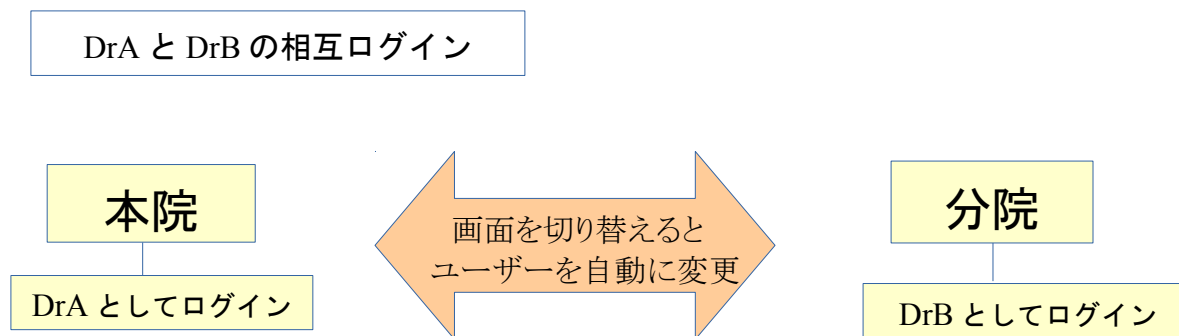 DrA と DrB の相互ログイン
本院
画面を切り替えると
ユーザーを自動に変更
分院
DrA としてログイン
DrB としてログイン